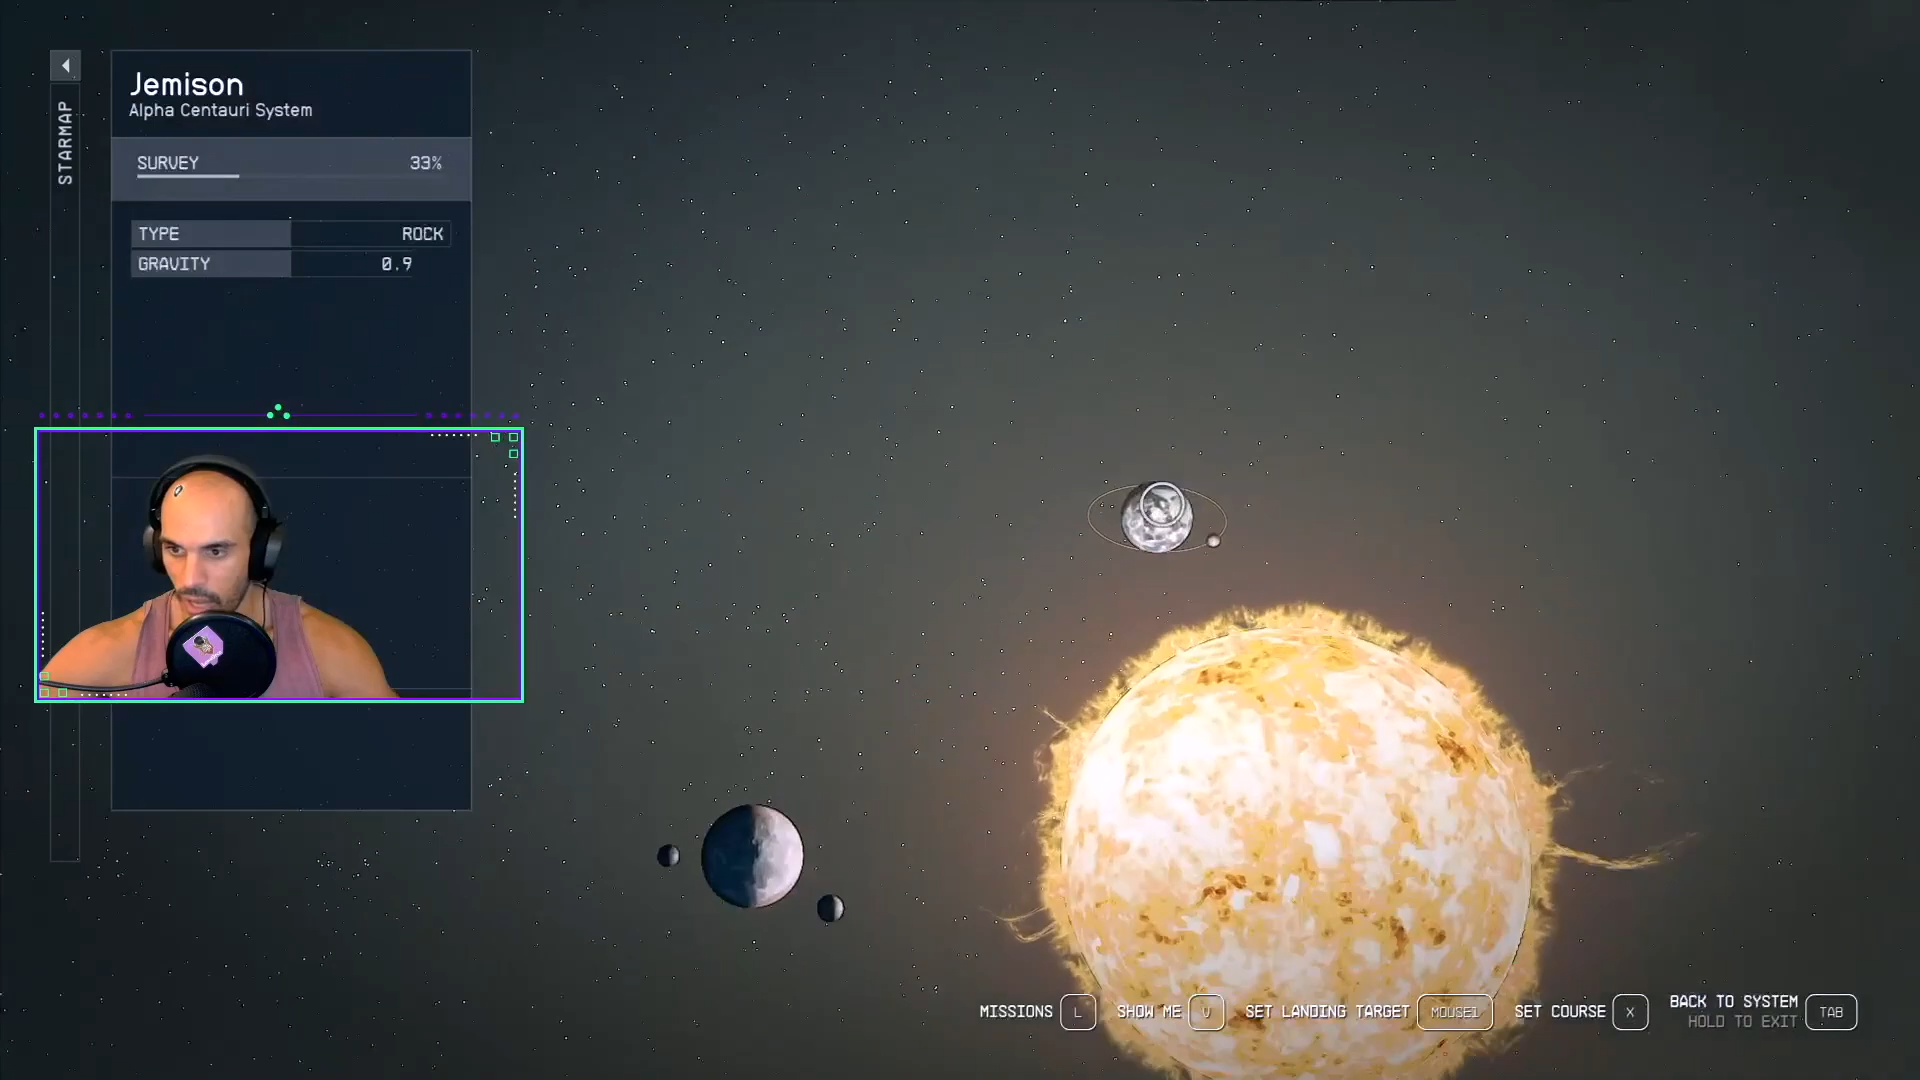 Jemison
Alpha Centauri System
STARMAP
SURVEY 33%
TYPE ROCK
GRAVITY 0.9
MISSIONS L SHOW ME V SET LANDING TARGET MOUSE1 SET COURSE X BACK TO SYSTEM TAB
HOLD TO EXIT